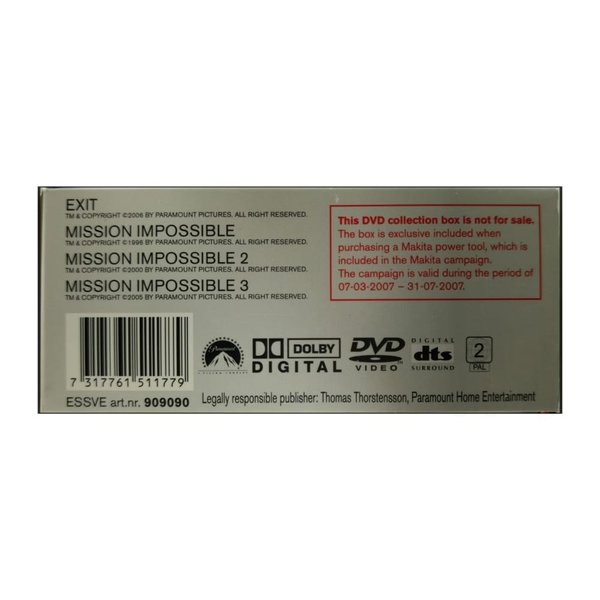 EXIT
TM & COPYRIGHT ©2006 BY PARAMOUNT PICTURES. ALL RIGHT RESERVED.
MISSION IMPOSSIBLE
TM & COPYRIGHT ©1996 BY PARAMOUNT PICTURES. ALL RIGHT RESERVED.
MISSION IMPOSSIBLE 2
TM & COPYRIGHT ©2000 BY PARAMOUNT PICTURES. ALL RIGHT RESERVED.
MISSION IMPOSSIBLE 3
TM & COPYRIGHT ©2005 BY PARAMOUNT PICTURES. ALL RIGHT RESERVED.
This DVD collection box is not for sale.
The box is exclusive included when
purchasing a Makita power tool, which is
included in the Makita campaign.
The campaign is valid during the period of
07-03-2007 – 31-07-2007.
7 317761 511779
ESSVE art.nr. 909090
Paramount
DOLBY
DIGITAL
DVD
VIDEO
DIGITAL
dts
SURROUND
2
PAL
Legally responsible publisher: Thomas Thorstensson, Paramount Home Entertainment